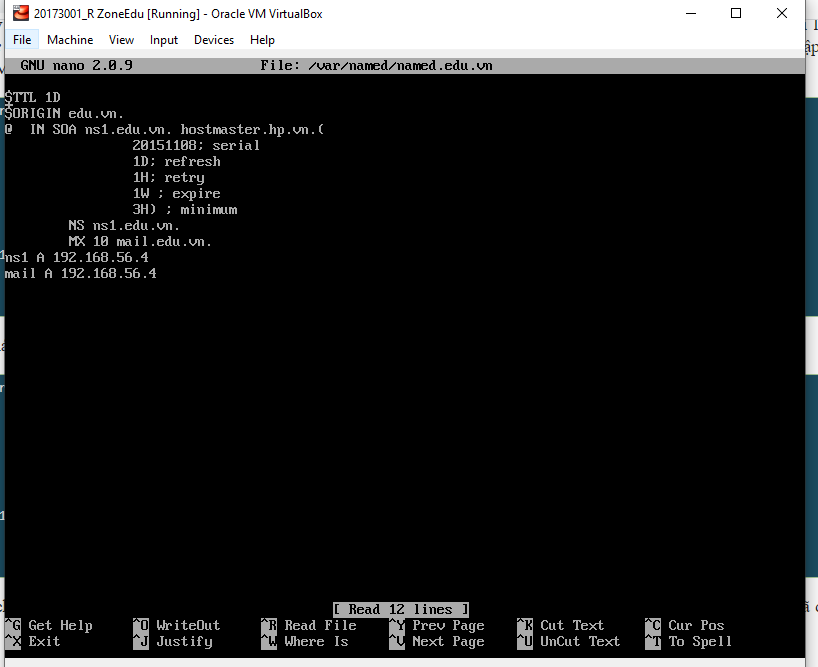 20173001_R ZoneEdu [Running] - Oracle VM VirtualBox
File Machine View Input Devices Help
GNU nano 2.0.9 File: /var/named/named.edu.vn
$TTL 1D
$ORIGIN edu.vn.
@ IN SOA ns1.edu.vn. hostmaster.hp.vn.(
20151108; serial
1D; refresh
1H; retry
1W ; expire
3H) ; minimum
NS ns1.edu.vn.
MX 10 mail.edu.vn.
ns1 A 192.168.56.4
mail A 192.168.56.4
[ Read 12 lines ]
^G Get Help ^O WriteOut ^R Read File ^Y Prev Page ^K Cut Text ^C Cur Pos
^X Exit ^J Justify ^W Where Is ^V Next Page ^U UnCut Text ^T To Spell